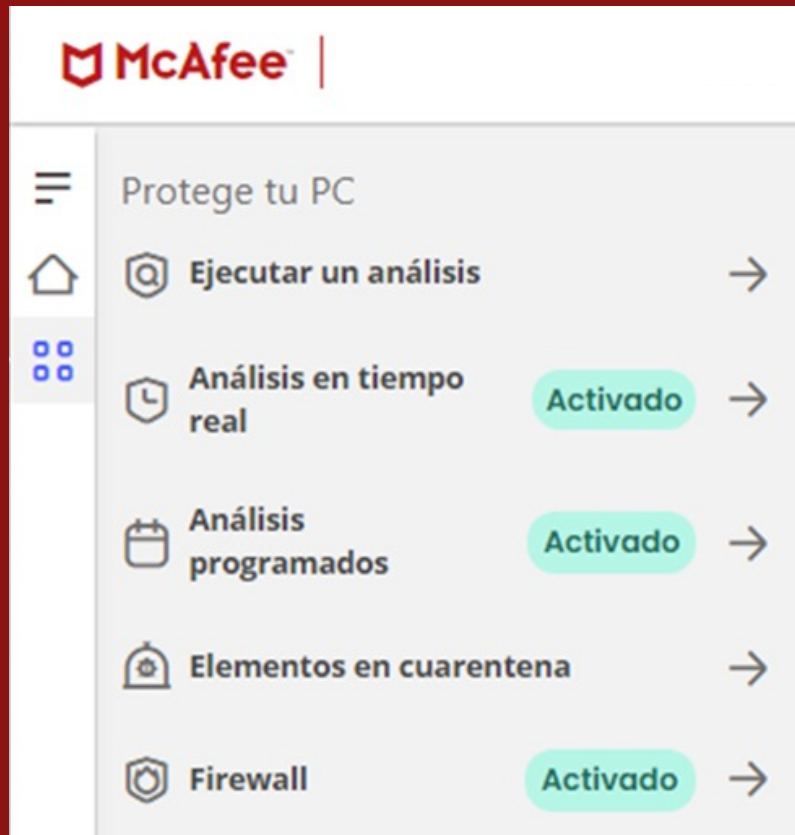 McAfee™
Protege tu PC
Ejecutar un análisis
Análisis en tiempo
real
Activado
Análisis
programados
Activado
Elementos en cuarentena
Firewall
Activado